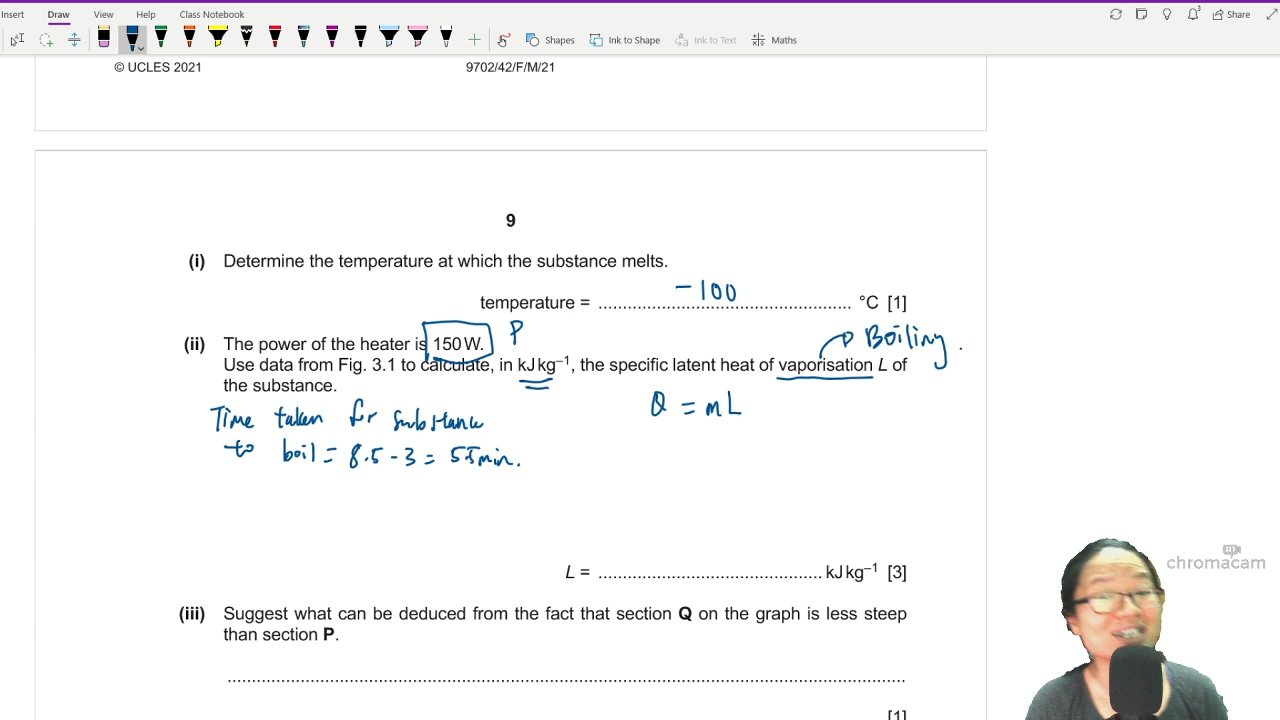 Insert Draw View Help Class Notebook Share
Shapes Ink to Shape Ink to Text Maths
© UCLES 2021 9702/42/F/M/21
9
(i) Determine the temperature at which the substance melts.
temperature = -100 °C [1]
(ii) The power of the heater is 150 W. P
Boiling.
Use data from Fig. 3.1 to calculate, in kJ kg⁻¹, the specific latent heat of vaporisation L of
the substance.
Time taken for substance
Q = mL
to boil = 8.5 - 3 = 5.5 min.
L = kJ kg⁻¹ [3]
chromacam
(iii) Suggest what can be deduced from the fact that section Q on the graph is less steep
than section P.
[1]